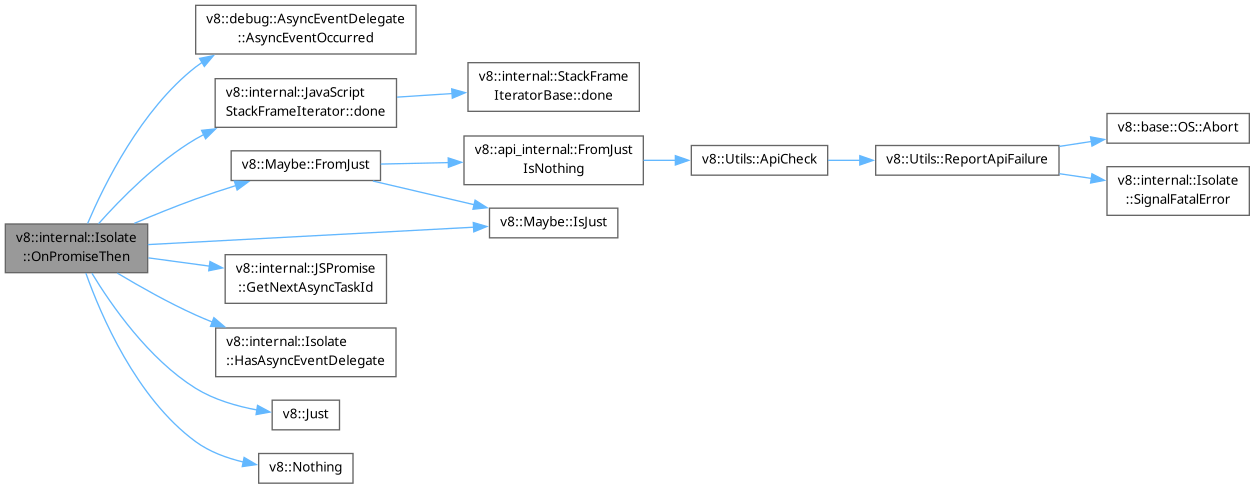 v8::debug::AsyncEventDelegate
::AsyncEventOccurred
v8::internal::JavaScript
StackFrameIterator::done
v8::internal::StackFrame
IteratorBase::done
v8::Maybe::FromJust
v8::api_internal::FromJust
IsNothing
v8::Utils::ApiCheck
v8::Utils::ReportApiFailure
v8::base::OS::Abort
v8::internal::Isolate
::SignalFatalError
v8::Maybe::IsJust
v8::internal::Isolate
::OnPromiseThen
v8::internal::JSPromise
::GetNextAsyncTaskId
v8::internal::Isolate
::HasAsyncEventDelegate
v8::Just
v8::Nothing